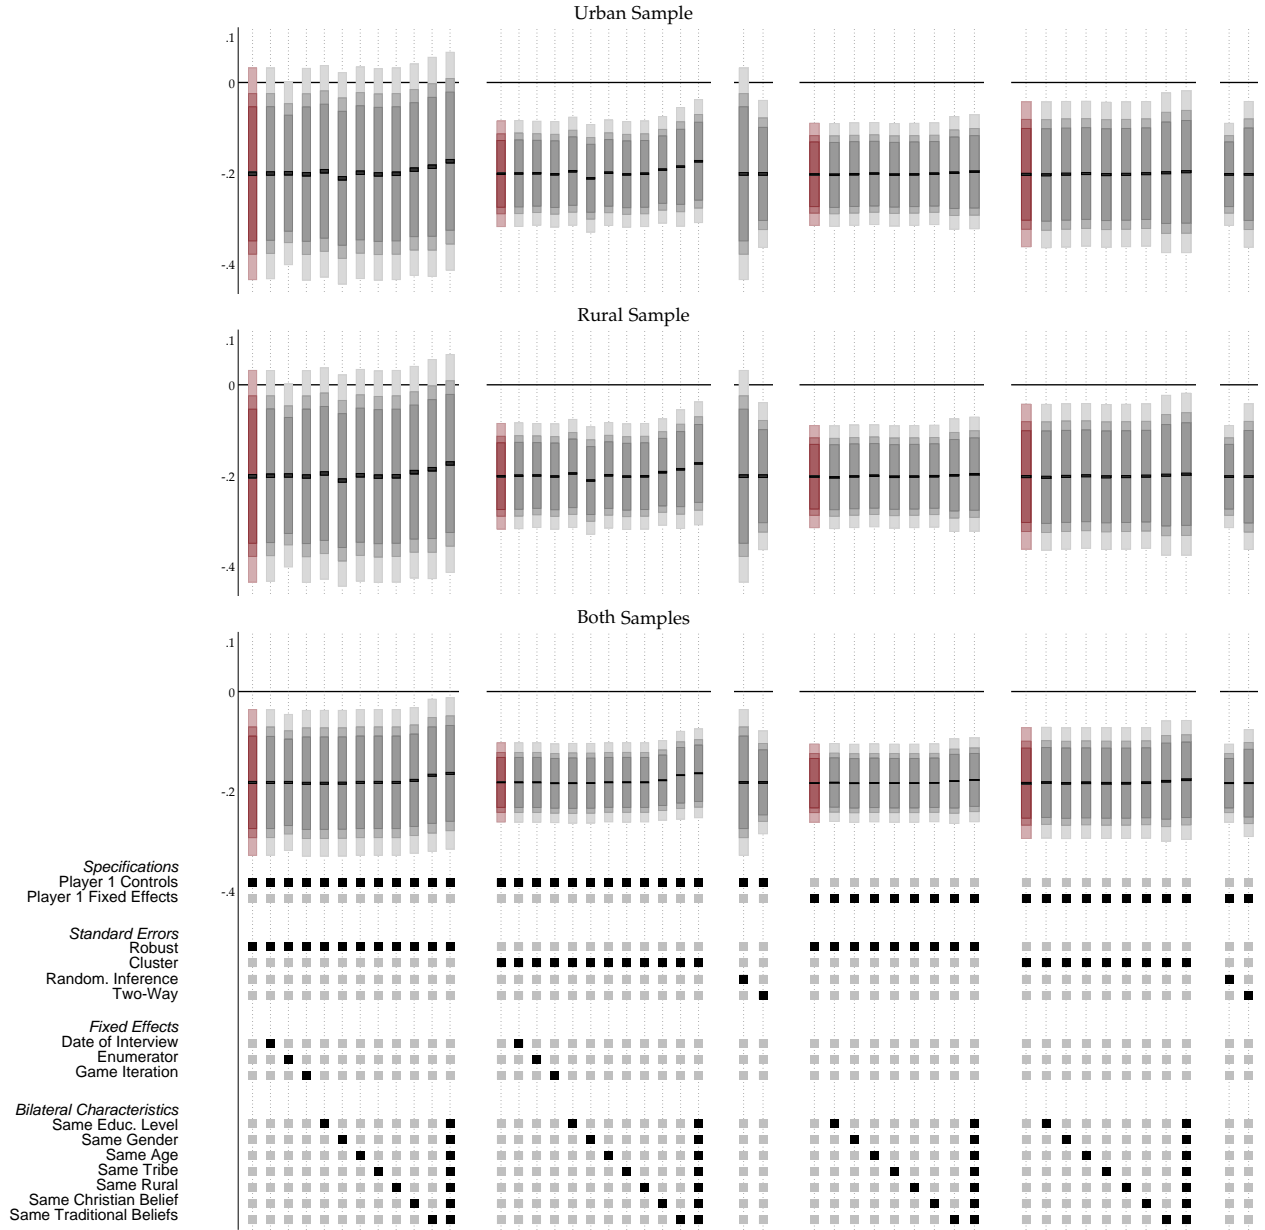 Urban Sample
.1
0
-.2
-.4
Rural Sample
.1
0
-.2
-.4
Both Samples
.1
0
-.2
-.4
Specifications
Player 1 Controls
Player 1 Fixed Effects
Standard Errors
Robust
Cluster
Random. Inference
Two-Way
Fixed Effects
Date of Interview
Enumerator
Game Iteration
Bilateral Characteristics
Same Educ. Level
Same Gender
Same Age
Same Tribe
Same Rural
Same Christian Belief
Same Traditional Beliefs